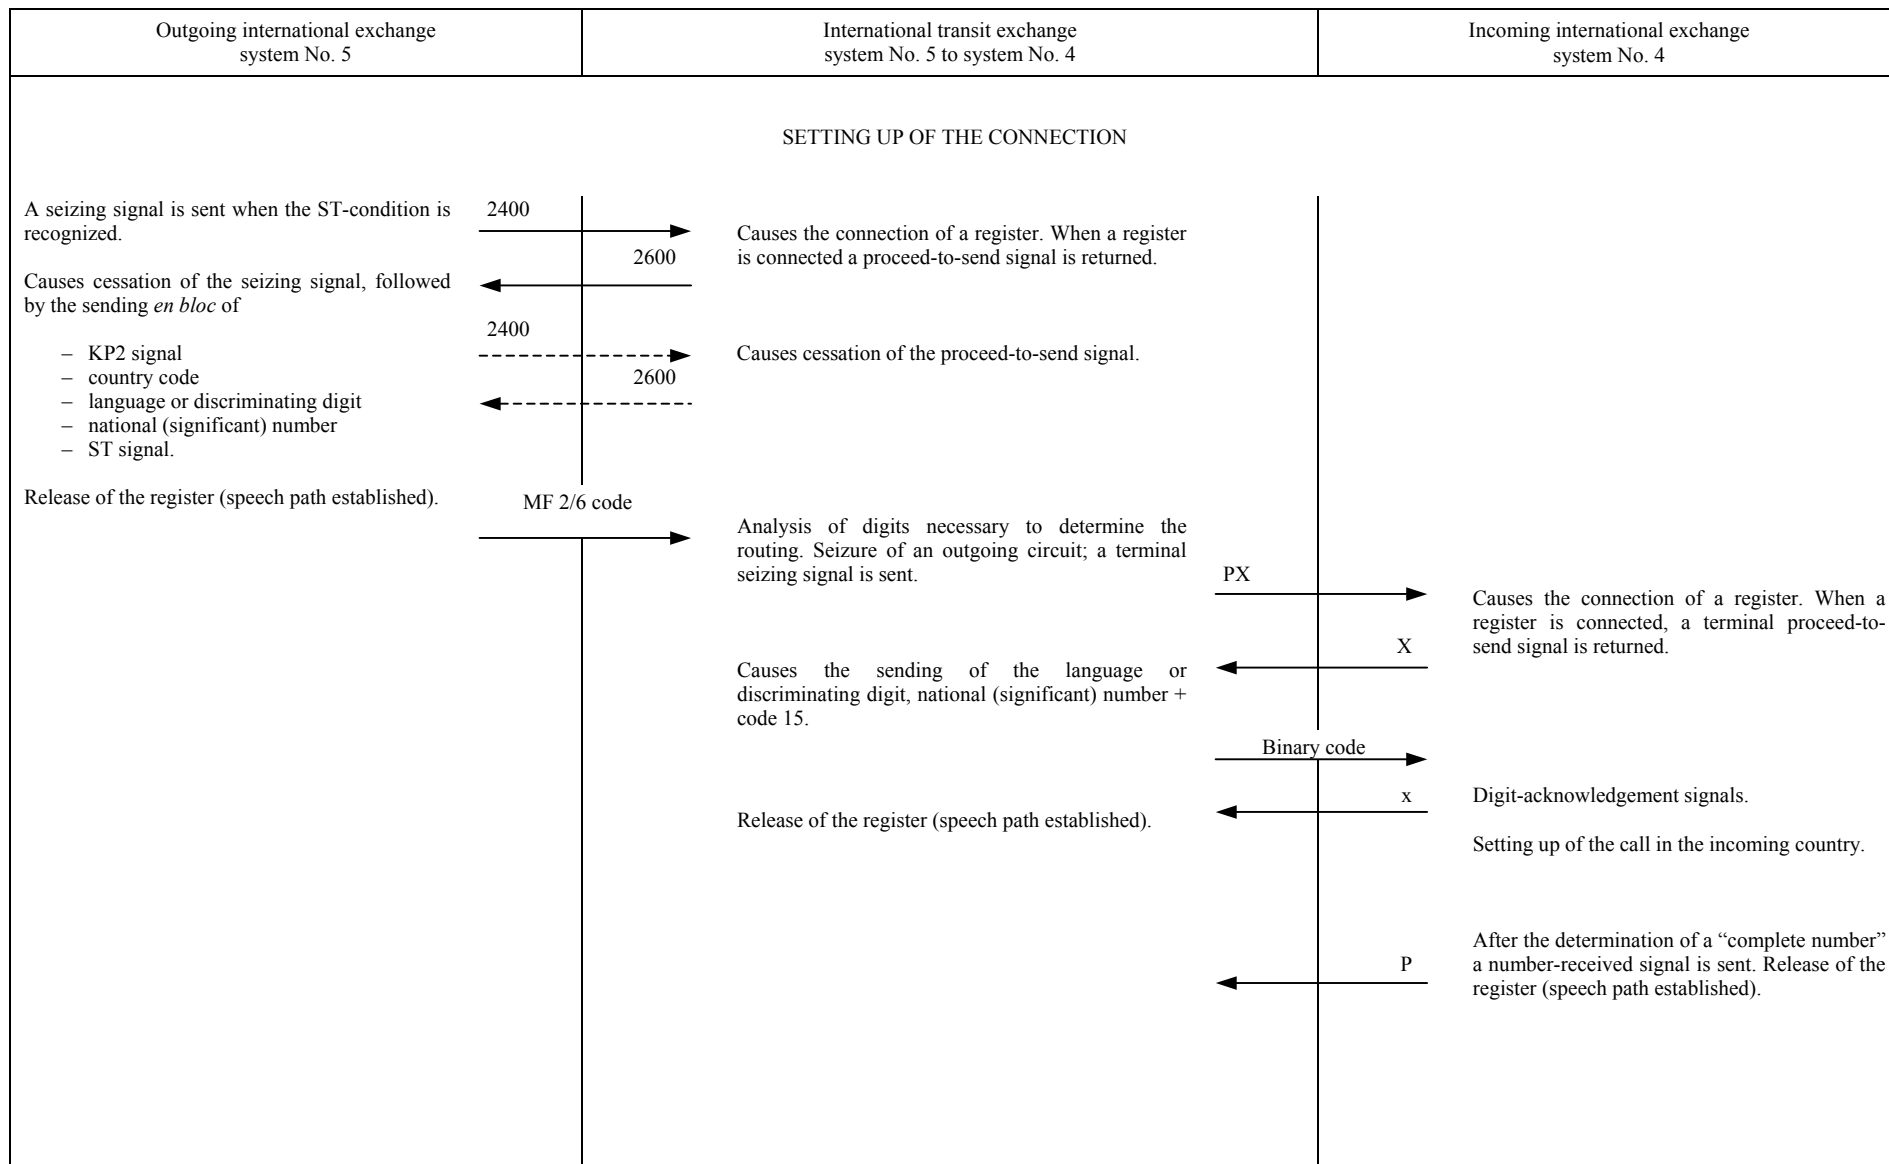 Outgoing international exchange
system No. 5
International transit exchange
system No. 5 to system No. 4
Incoming international exchange
system No. 4
SETTING UP OF THE CONNECTION
A seizing signal is sent when the ST-condition is
recognized.
2400
Causes the connection of a register. When a register
is connected a proceed-to-send signal is returned.
2600
Causes cessation of the seizing signal, followed
by the sending en bloc of
2400
– KP2 signal
– country code
– language or discriminating digit
– national (significant) number
– ST signal.
Causes cessation of the proceed-to-send signal.
2600
Release of the register (speech path established).
MF 2/6 code
Analysis of digits necessary to determine the
routing. Seizure of an outgoing circuit; a terminal
seizing signal is sent.
PX
Causes the connection of a register. When a
register is connected, a terminal proceed-to-
send signal is returned.
X
Causes the sending of the language or
discriminating digit, national (significant) number +
code 15.
Binary code
x
Digit-acknowledgement signals.
Release of the register (speech path established).
Setting up of the call in the incoming country.
After the determination of a “complete number”
a number-received signal is sent. Release of the
register (speech path established).
P